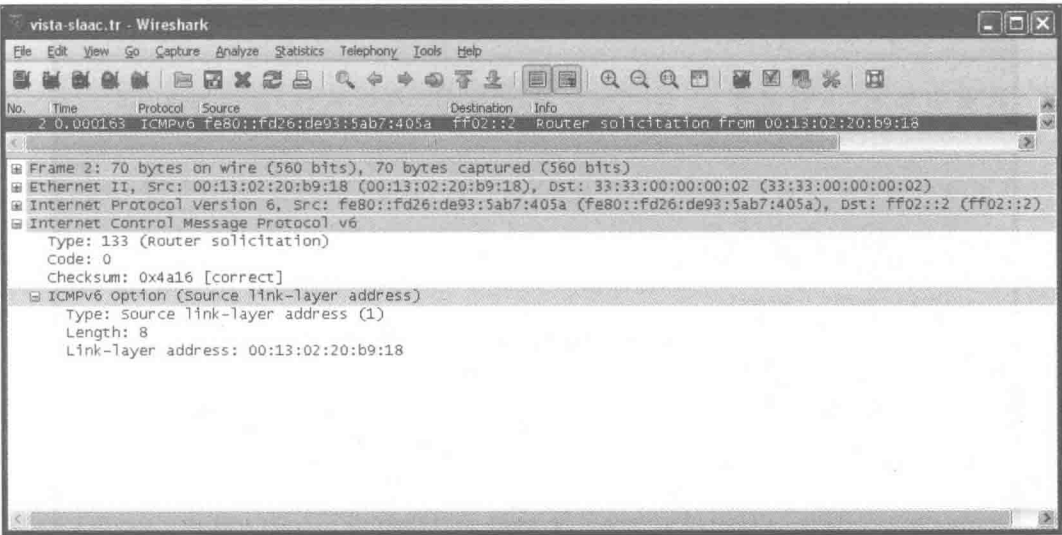 vista-slaac.tr - Wireshark
File Edit View Go Capture Analyze Statistics Telephony Tools Help
No. Time Protocol Source Destination Info
2 0.000163 ICMPv6 fe80::fd26:de93:5ab7:405a ff02::2 Router solicitation from 00:13:02:20:b9:18
Frame 2: 70 bytes on wire (560 bits), 70 bytes captured (560 bits)
Ethernet II, Src: 00:13:02:20:b9:18 (00:13:02:20:b9:18), Dst: 33:33:00:00:00:02 (33:33:00:00:00:02)
Internet Protocol Version 6, Src: fe80::fd26:de93:5ab7:405a (fe80::fd26:de93:5ab7:405a), Dst: ff02::2 (ff02::2)
Internet Control Message Protocol v6
Type: 133 (Router solicitation)
Code: 0
Checksum: 0x4a16 [correct]
ICMPv6 Option (Source link-layer address)
Type: Source link-layer address (1)
Length: 8
Link-layer address: 00:13:02:20:b9:18